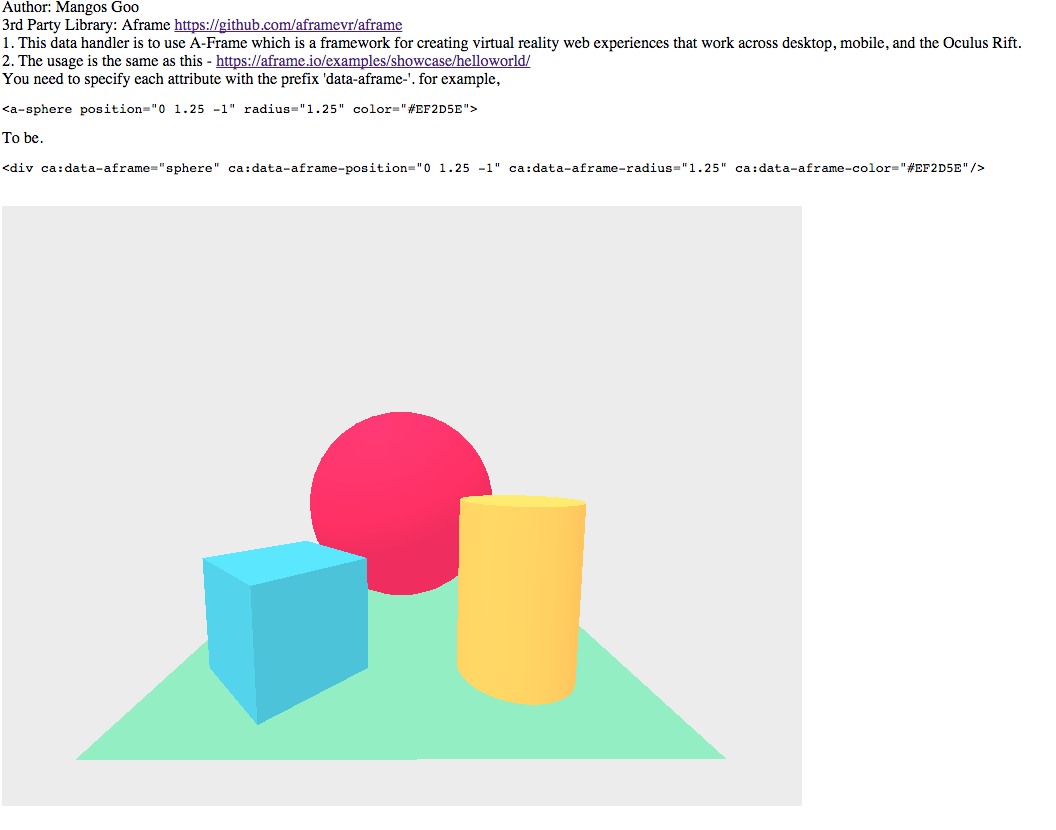 Author: Mangos Goo
3rd Party Library: Aframe https://github.com/aframevr/aframe
1. This data handler is to use A-Frame which is a framework for creating virtual reality web experiences that work across desktop, mobile, and the Oculus Rift.
2. The usage is the same as this - https://aframe.io/examples/showcase/helloworld/
You need to specify each attribute with the prefix 'data-aframe-'. for example,
<a-sphere position="0 1.25 -1" radius="1.25" color="#EF2D5E">
To be.
<div ca:data-aframe="sphere" ca:data-aframe-position="0 1.25 -1" ca:data-aframe-radius="1.25" ca:data-aframe-color="#EF2D5E"/>